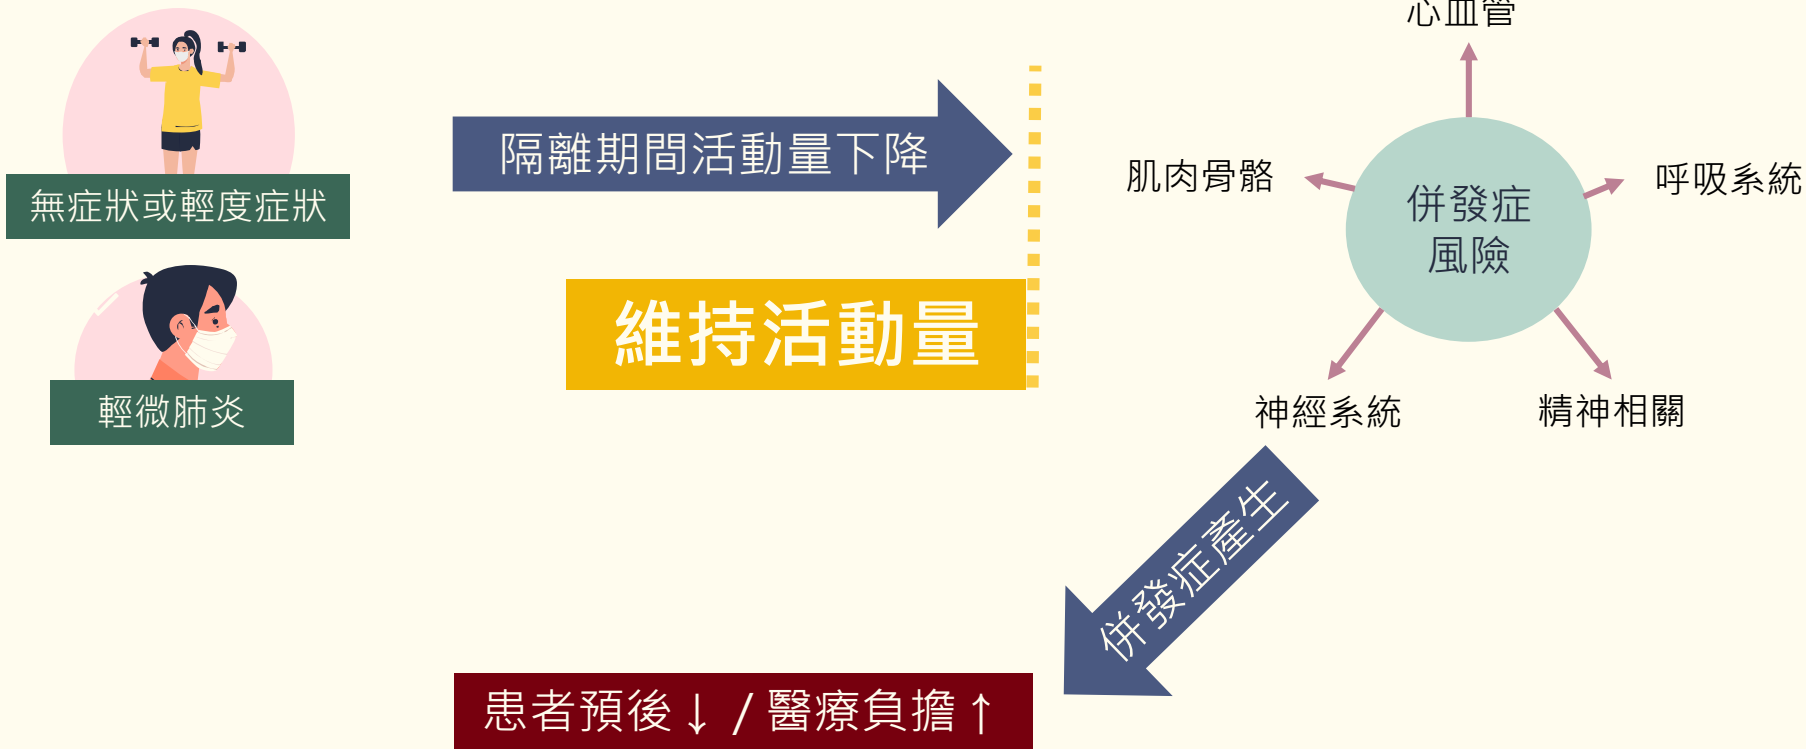 心血管
隔離期間活動量下降
肌肉骨骼
呼吸系統
無症狀或輕度症狀
併發症
風險
維持活動量
輕微肺炎
神經系統
精神相關
併發症產生
患者預後↓ / 醫療負擔↑